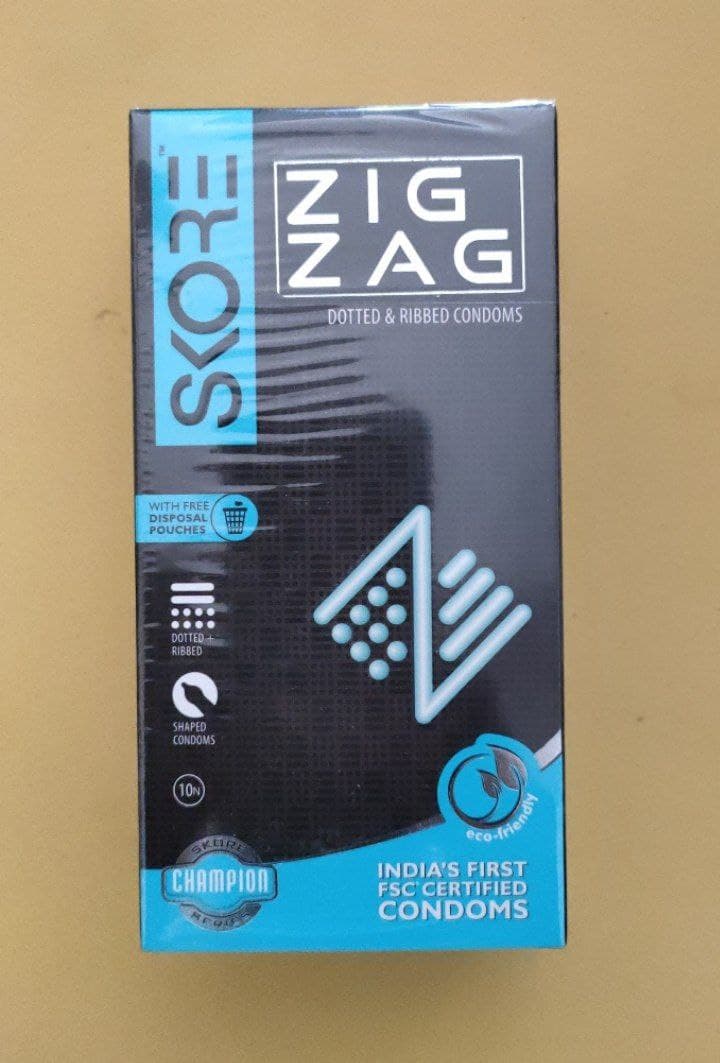 SKORE™
ZIG
ZAG
DOTTED & RIBBED CONDOMS
WITH FREE
DISPOSAL
POUCHES
DOTTED +
RIBBED
SHAPED
CONDOMS
10N
eco-friendly
SKORE
CHAMPION
INDIA'S FIRST
FSC® CERTIFIED
CONDOMS